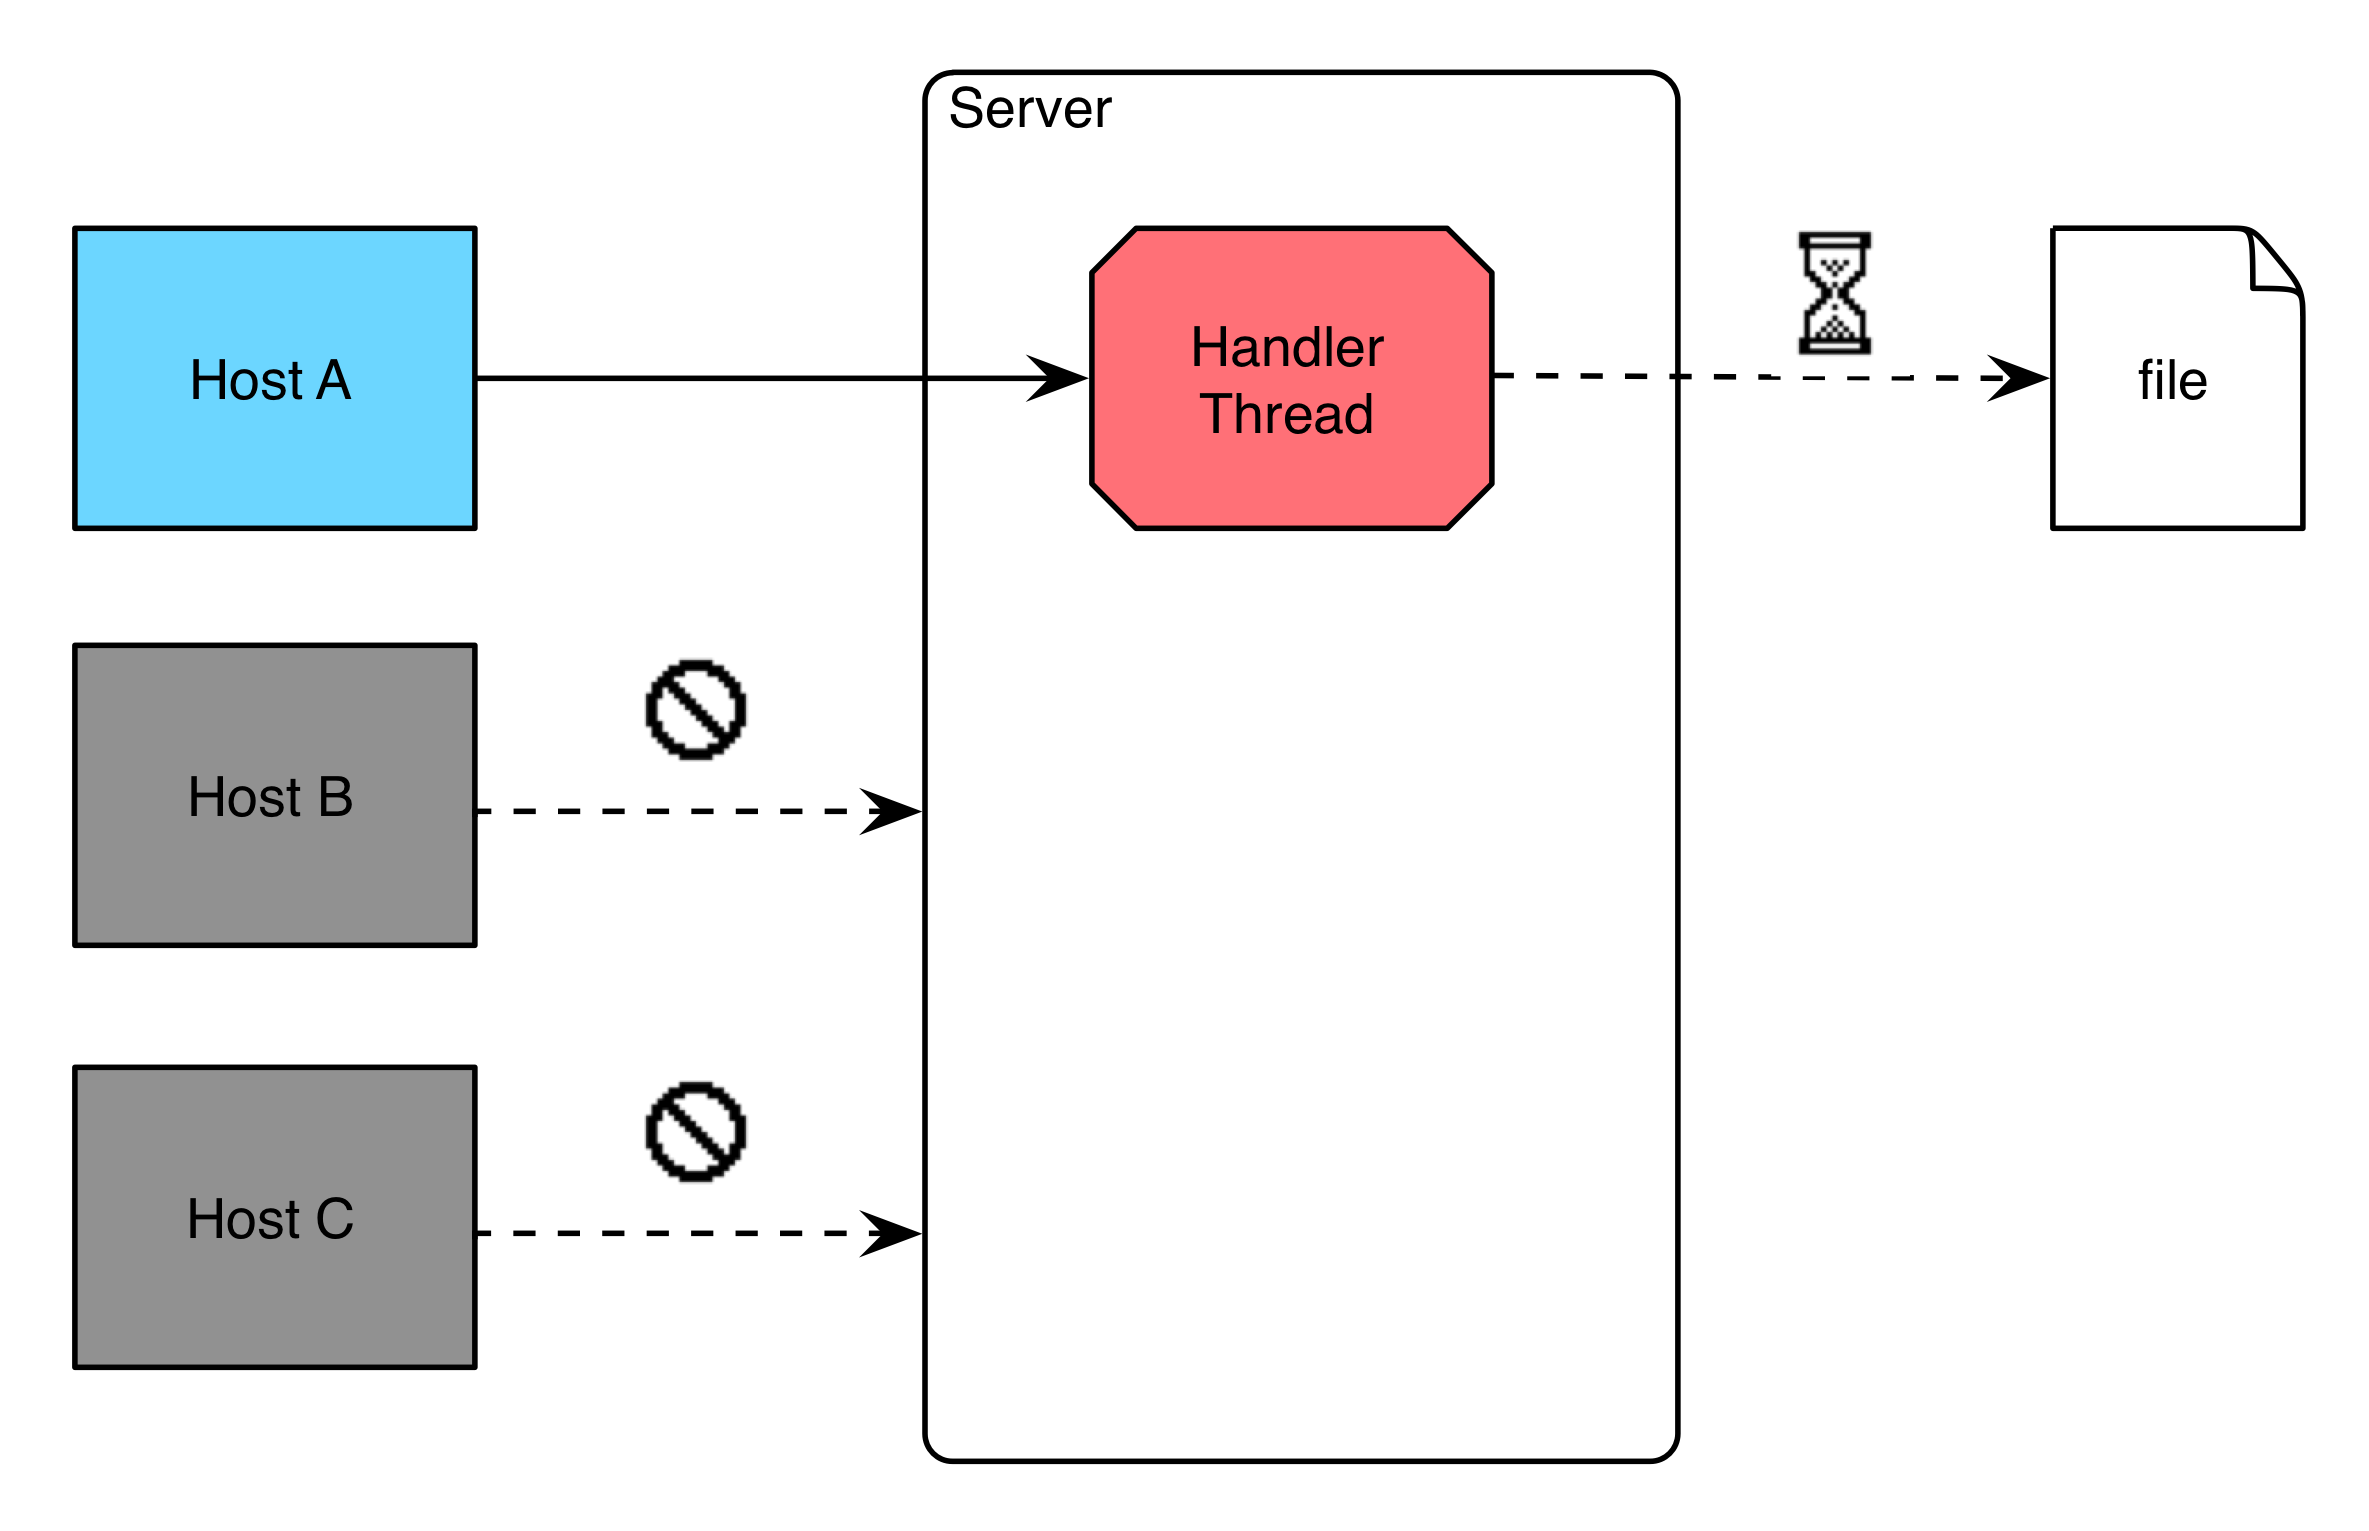 Server
Host A
Handler
Thread
file
Host B
Host C